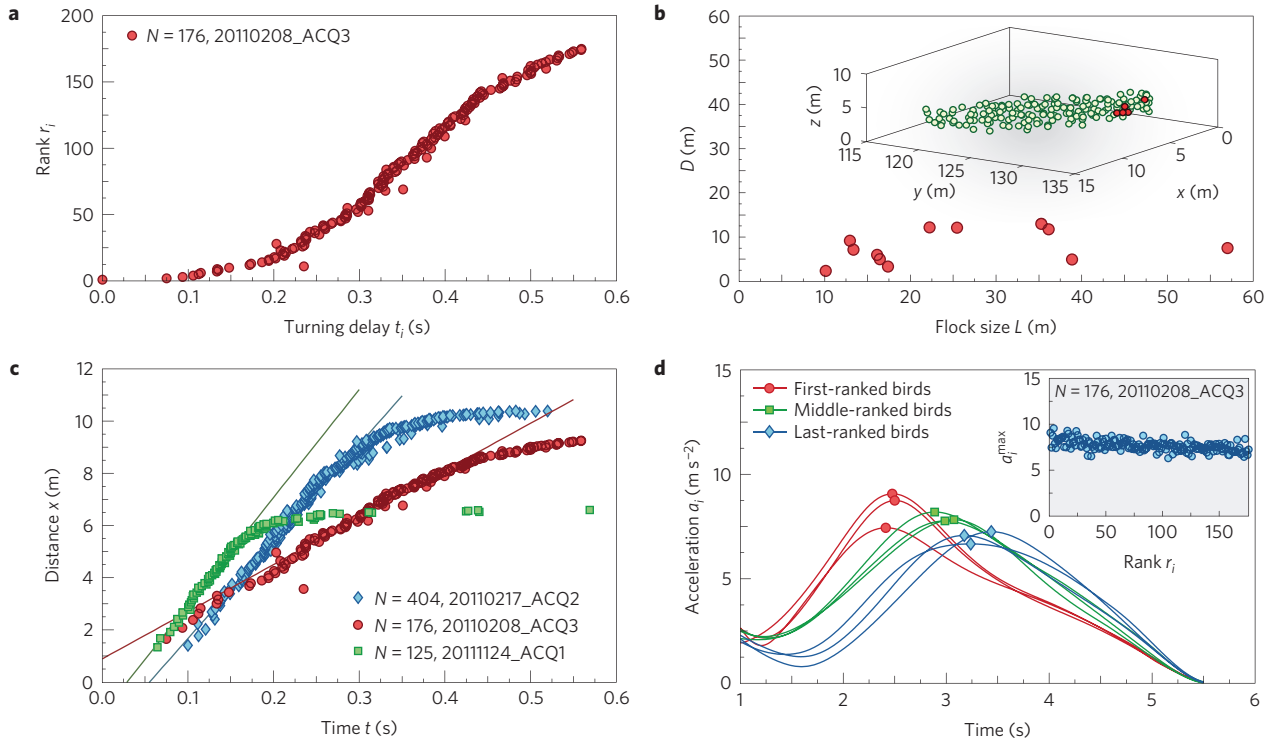 a
200
150
100
50
0
Rank rᵢ
N = 176, 20110208_ACQ3
0.0 0.1 0.2 0.3 0.4 0.5 0.6
Turning delay tᵢ (s)
b
60
50
40
30
20
10
0
D (m)
10
5
0
z (m)
115 120 125 130 135
y (m)
15 10 5 0
x (m)
0 10 20 30 40 50 60
Flock size L (m)
c
12
10
8
6
4
2
0
Distance x (m)
N = 404, 20110217_ACQ2
N = 176, 20110208_ACQ3
N = 125, 20111124_ACQ1
0.0 0.1 0.2 0.3 0.4 0.5 0.6
Time t (s)
d
15
10
5
0
Acceleration aᵢ (m s⁻²)
First-ranked birds
Middle-ranked birds
Last-ranked birds
15
10
5
0
aᵢᵐᵃˣ
N = 176, 20110208_ACQ3
0 50 100 150
Rank rᵢ
1 2 3 4 5 6
Time (s)